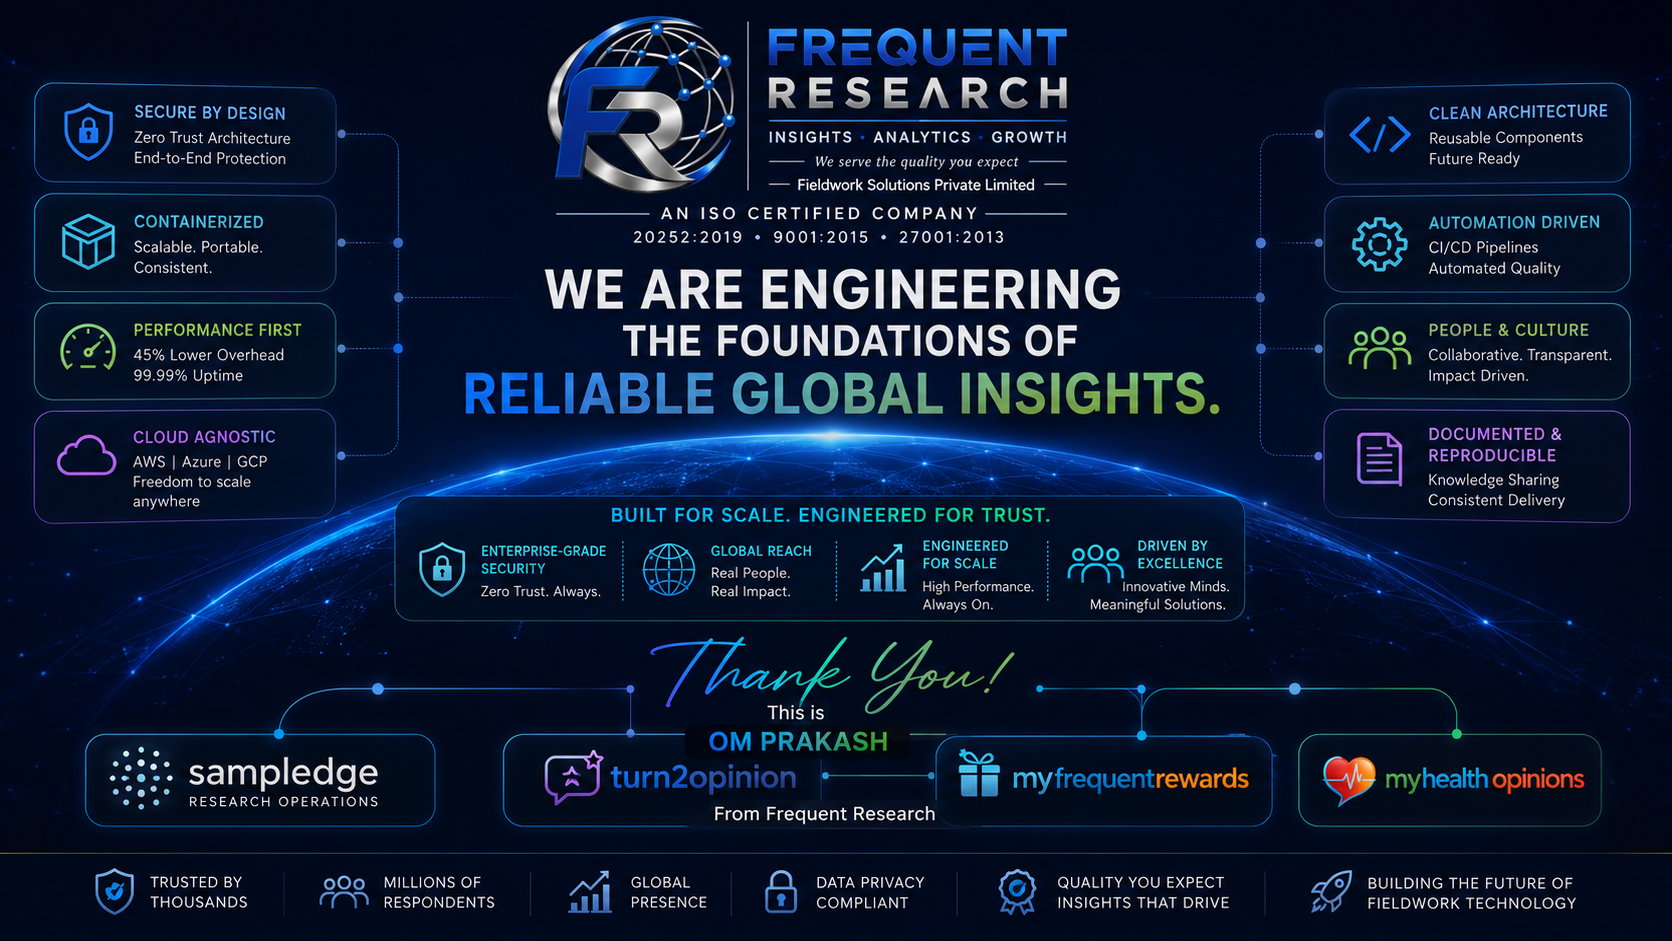 FREQUENT
RESEARCH
INSIGHTS · ANALYTICS · GROWTH
We serve the quality you expect
Fieldwork Solutions Private Limited
AN ISO CERTIFIED COMPANY
20252:2019 • 9001:2015 • 27001:2013
WE ARE ENGINEERING
THE FOUNDATIONS OF
RELIABLE GLOBAL INSIGHTS.
SECURE BY DESIGN
Zero Trust Architecture
End-to-End Protection
CONTAINERIZED
Scalable. Portable.
Consistent.
PERFORMANCE FIRST
45% Lower Overhead
99.99% Uptime
CLOUD AGNOSTIC
AWS | Azure | GCP
Freedom to scale
anywhere
CLEAN ARCHITECTURE
Reusable Components
Future Ready
AUTOMATION DRIVEN
CI/CD Pipelines
Automated Quality
PEOPLE & CULTURE
Collaborative. Transparent.
Impact Driven.
DOCUMENTED &
REPRODUCIBLE
Knowledge Sharing
Consistent Delivery
BUILT FOR SCALE. ENGINEERED FOR TRUST.
ENTERPRISE-GRADE
SECURITY
Zero Trust. Always.
GLOBAL REACH
Real People.
Real Impact.
ENGINEERED
FOR SCALE
High Performance.
Always On.
DRIVEN BY
EXCELLENCE
Innovative Minds.
Meaningful Solutions.
Thank You!
This is
OM PRAKASH
From Frequent Research
sampledge
RESEARCH OPERATIONS
turn2opinion
myfrequentrewards
myhealth opinions
TRUSTED BY
THOUSANDS
MILLIONS OF
RESPONDENTS
GLOBAL
PRESENCE
DATA PRIVACY
COMPLIANT
QUALITY YOU EXPECT
INSIGHTS THAT DRIVE
BUILDING THE FUTURE OF
FIELDWORK TECHNOLOGY